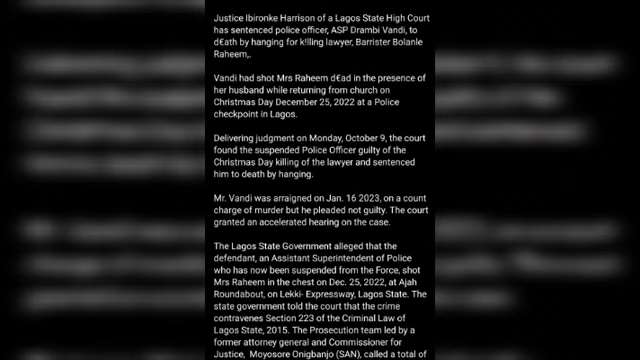 Justice Ibironke Harrison of a Lagos State High Court
has sentenced police officer, ASP Drambi Vandi, to
d€ath by hanging for k!lling lawyer, Barrister Bolanle
Raheem,.
Vandi had shot Mrs Raheem d€ad in the presence of
her husband while returning from church on
Christmas Day December 25, 2022 at a Police
checkpoint in Lagos.
Delivering judgment on Monday, October 9, the court
found the suspended Police Officer guilty of the
Christmas Day killing of the lawyer and sentenced
him to death by hanging.
Mr. Vandi was arraigned on Jan. 16 2023, on a count
charge of murder but he pleaded not guilty. The court
granted an accelerated hearing on the case.
The Lagos State Government alleged that the
defendant, an Assistant Superintendent of Police
who has now been suspended from the Force, shot
Mrs Raheem in the chest on Dec. 25, 2022, at Ajah
Roundabout, on Lekki- Expressway, Lagos State. The
state government told the court that the crime
contravenes Section 223 of the Criminal Law of
Lagos State, 2015. The Prosecution team led by a
former attorney general and Commissioner for
Justice,  Moyosore Onigbanjo (SAN), called a total of